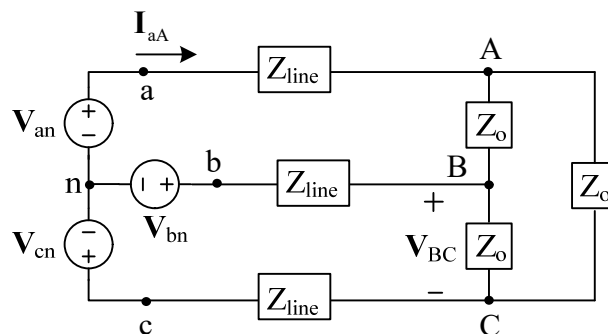 I_aA
A
Z_line
a
+
V_an
−
Z_o
n
b
B
− +
Z_line
Z_o
V_bn
+
−
V_cn
+
V_BC
Z_o
−
Z_line
c
C